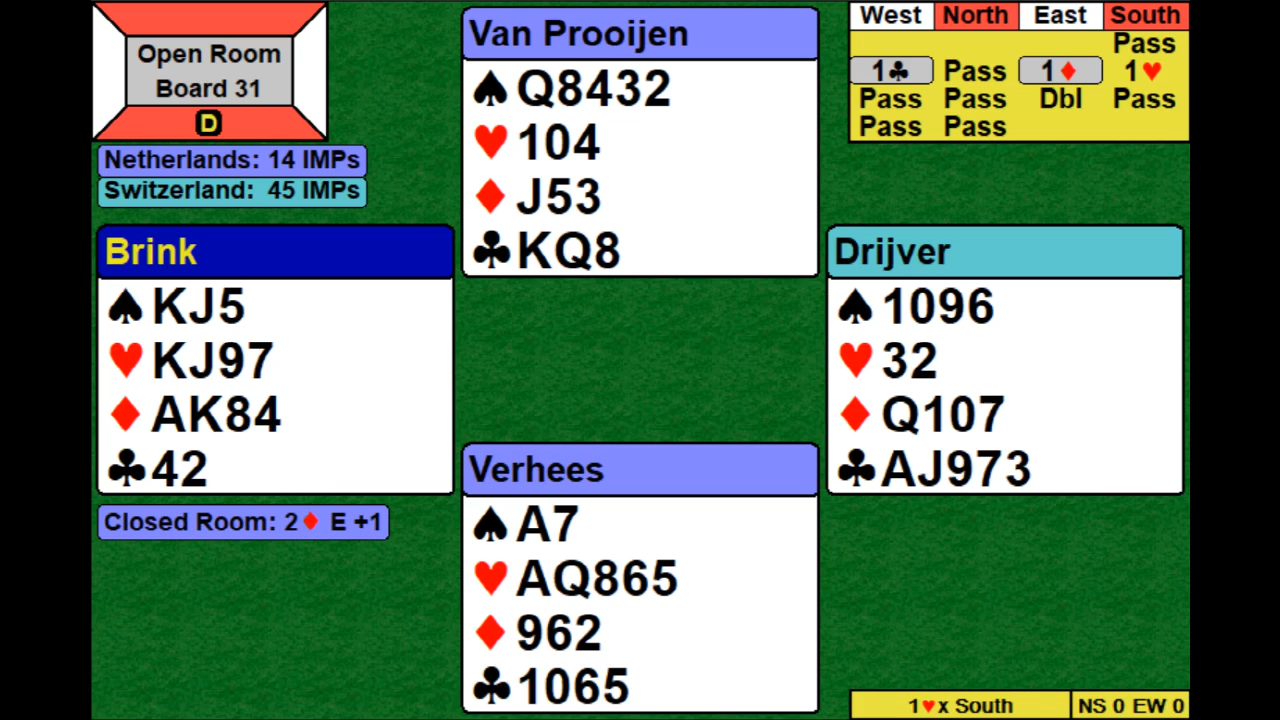 Open Room
Board 31
D
Netherlands: 14 IMPs
Switzerland: 45 IMPs
Van Prooijen
♠Q8432
♥104
♦J53
♣KQ8
West North East South
Pass
1♣ Pass 1♦ 1♥
Pass Pass Dbl Pass
Pass Pass
Brink
♠KJ5
♥KJ97
♦AK84
♣42
Drijver
♠1096
♥32
♦Q107
♣AJ973
Closed Room: 2♦ E +1
Verhees
♠A7
♥AQ865
♦962
♣1065
1♥x South NS 0 EW 0